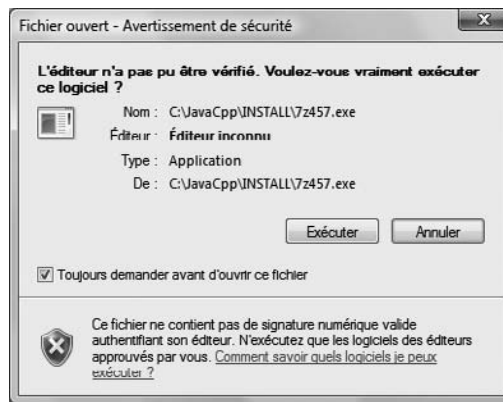 Fichier ouvert - Avertissement de sécurité
L'éditeur n'a pas pu être vérifié. Voulez-vous vraiment exécuter
ce logiciel ?
Nom : C:\JavaCpp\INSTALL\7z457.exe
Éditeur : Éditeur inconnu
Type : Application
De : C:\JavaCpp\INSTALL\7z457.exe
Exécuter Annuler
Toujours demander avant d'ouvrir ce fichier
Ce fichier ne contient pas de signature numérique valide
authentifiant son éditeur. N'exécutez que les logiciels des éditeurs
approuvés par vous. Comment savoir quels logiciels je peux
exécuter ?